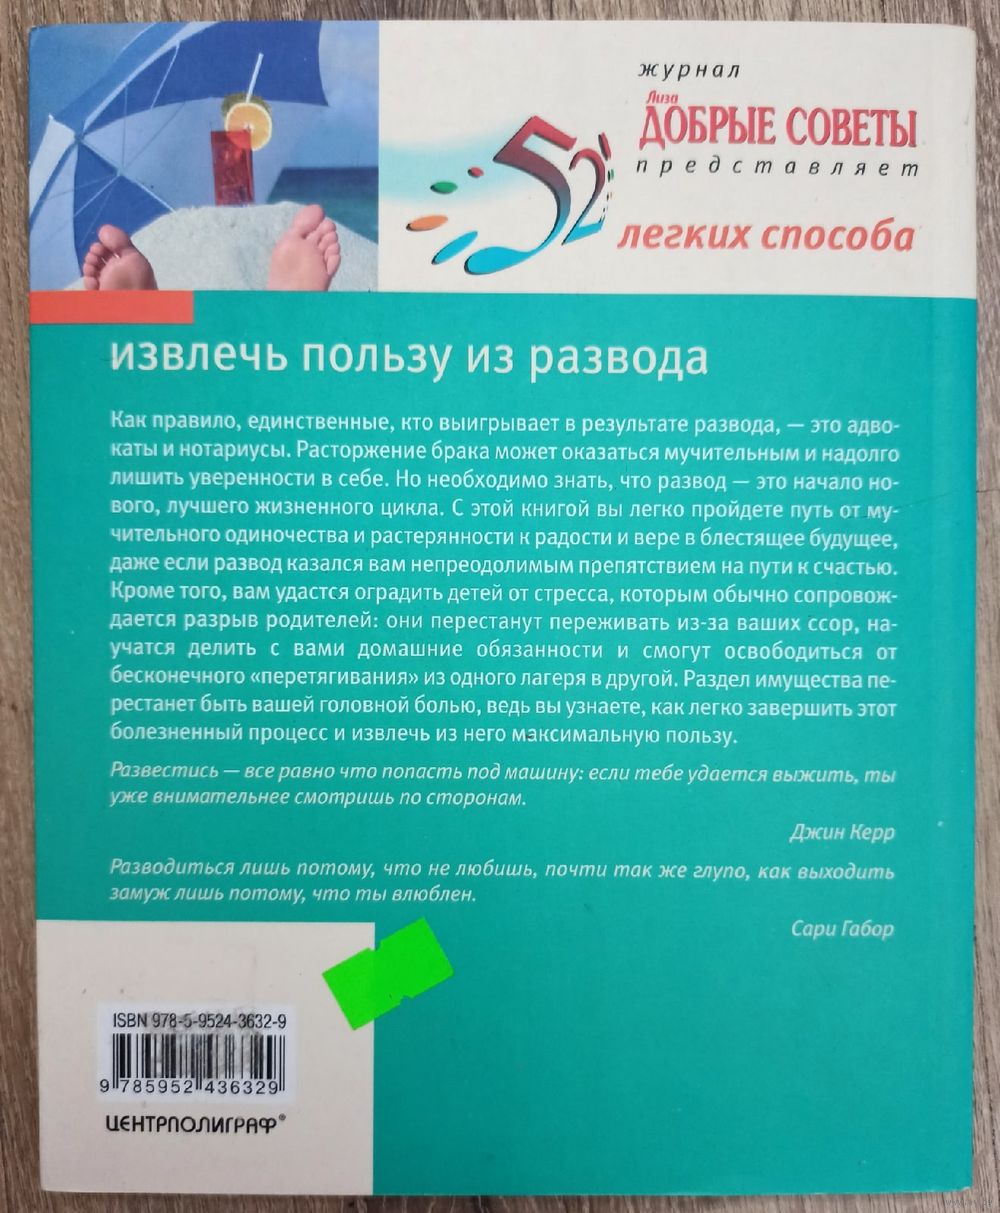 журнал
Лиза
ДОБРЫЕ СОВЕТЫ
представляет
52
легких способа
извлечь пользу из развода
Как правило, единственные, кто выигрывает в результате развода, — это адво-
каты и нотариусы. Расторжение брака может оказаться мучительным и надолго
лишить уверенности в себе. Но необходимо знать, что развод — это начало но-
вого, лучшего жизненного цикла. С этой книгой вы легко пройдете путь от му-
чительного одиночества и растерянности к радости и вере в блестящее будущее,
даже если развод казался вам непреодолимым препятствием на пути к счастью.
Кроме того, вам удастся оградить детей от стресса, которым обычно сопровож-
дается разрыв родителей: они перестанут переживать из-за ваших ссор, на-
учатся делить с вами домашние обязанности и смогут освободиться от
бесконечного «перетягивания» из одного лагеря в другой. Раздел имущества пе-
рестанет быть вашей головной болью, ведь вы узнаете, как легко завершить этот
болезненный процесс и извлечь из него максимальную пользу.
Развестись — все равно что попасть под машину: если тебе удается выжить, ты
уже внимательнее смотришь по сторонам.
Джин Керр
Разводиться лишь потому, что не любишь, почти так же глупо, как выходить
замуж лишь потому, что ты влюблен.
Сари Габор
ISBN 978-5-9524-3632-9
9 785952 436329
ЦЕНТРПОЛИГРАФ®